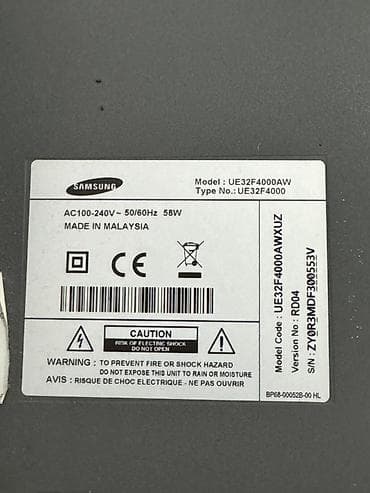 SAMSUNG
Model : UE32F4000AW
Type No.: UE32F4000
AC100-240V~ 50/60Hz 58W
MADE IN MALAYSIA
CE
CAUTION
RISK OF ELECTRIC SHOCK
DO NOT OPEN
WARNING : TO PREVENT FIRE OR SHOCK HAZARD
DO NOT EXPOSE THIS UNIT TO RAIN OR MOISTURE
AVIS : RISQUE DE CHOC ELECTRIQUE - NE PAS OUVRIR
Model Code : UE32F4000AWXUZ
Version No : RD04
S/N : ZY0R3MDF300553V
BP68-00052B-00 HL